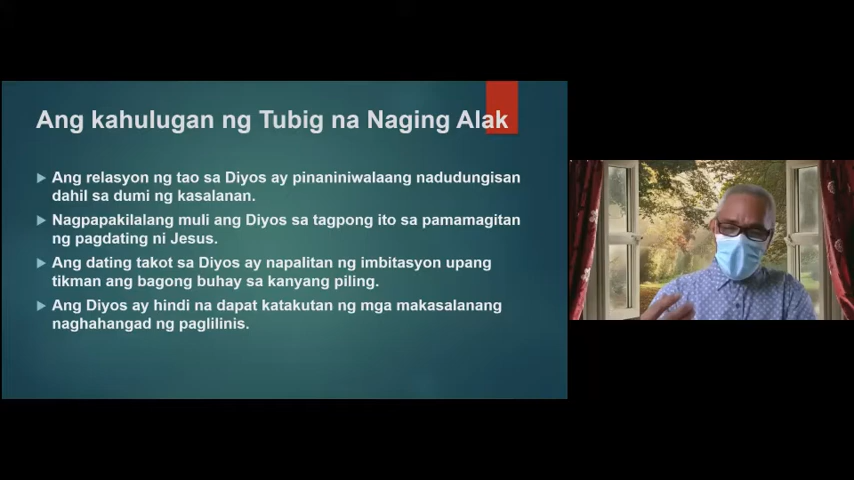 Ang kahulugan ng Tubig na Naging Alak
Ang relasyon ng tao sa Diyos ay pinaniniwalaang nadudungisan
dahil sa dumi ng kasalanan.
Nagpapakilalang muli ang Diyos sa tagpong ito sa pamamagitan
ng pagdating ni Jesus.
Ang dating takot sa Diyos ay napalitan ng imbitasyon upang
tikman ang bagong buhay sa kanyang piling.
Ang Diyos ay hindi na dapat katakutan ng mga makasalanang
naghahangad ng paglilinis.